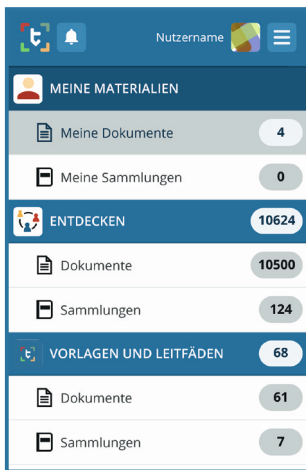 t
Nutzername
MEINE MATERIALIEN
Meine Dokumente 4
Meine Sammlungen 0
ENTDECKEN 10624
Dokumente 10500
Sammlungen 124
t VORLAGEN UND LEITFÄDEN 68
Dokumente 61
Sammlungen 7